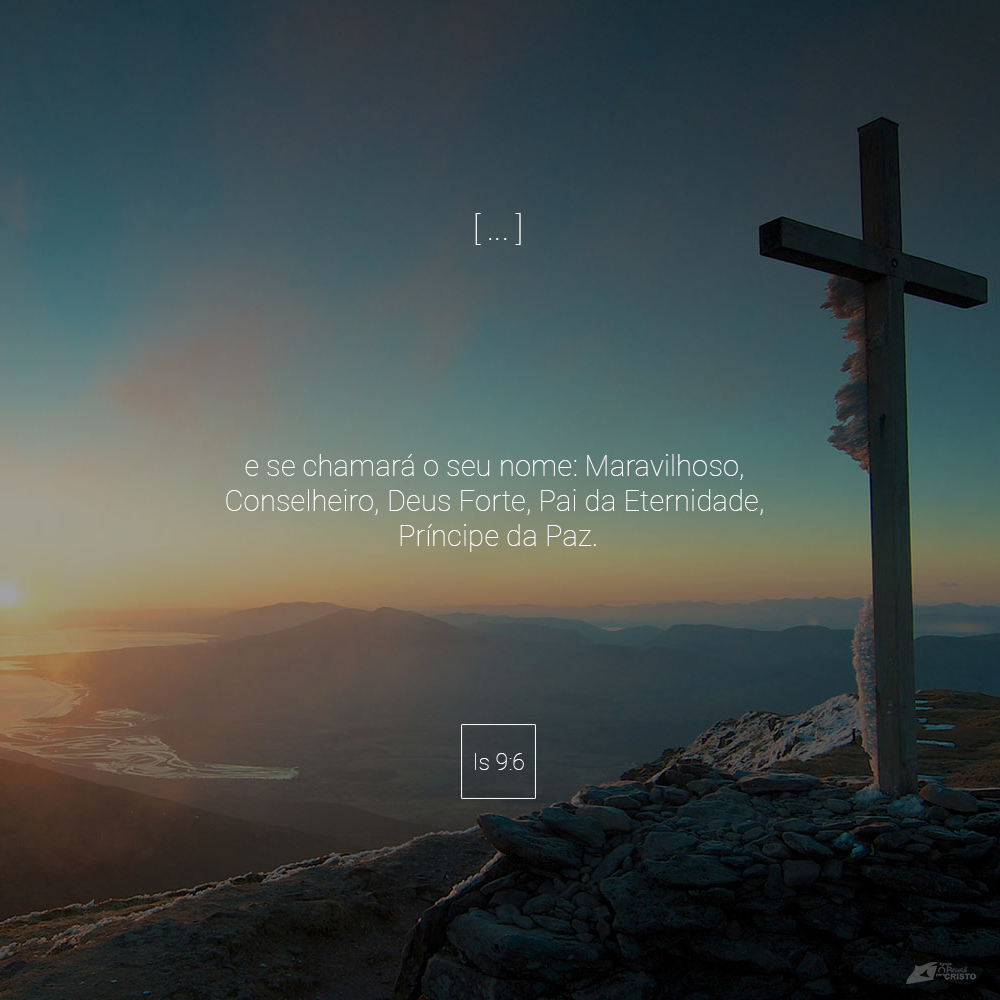 [ ... ]
e se chamará o seu nome: Maravilhoso,
Conselheiro, Deus Forte, Pai da Eternidade,
Príncipe da Paz.
Is 9:6
O Brasil
CRISTO